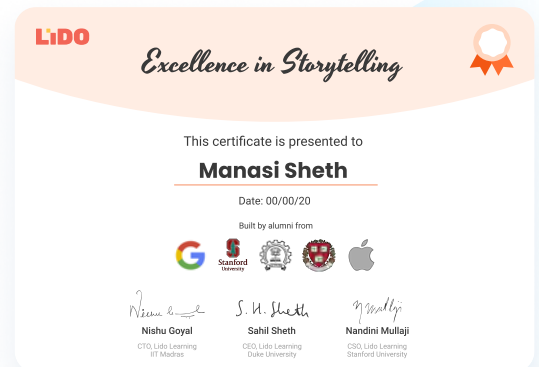 LiDO
Excellence in Storytelling
This certificate is presented to
Manasi Sheth
Date: 00/00/20
Built by alumni from
Stanford
University
S. H. Sheth
Nishu Goyal
Sahil Sheth
Nandini Mullaji
CTO, Lido Learning
IIT Madras
CEO, Lido Learning
Duke University
CSO, Lido Learning
Stanford University